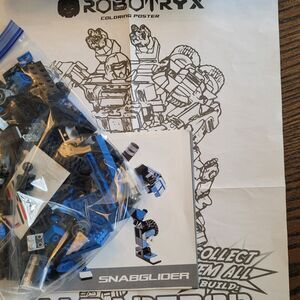 ROBOTRYX
COLORING POSTER
SNABGLIDER
COLLECT
'EM ALL
BUILD!